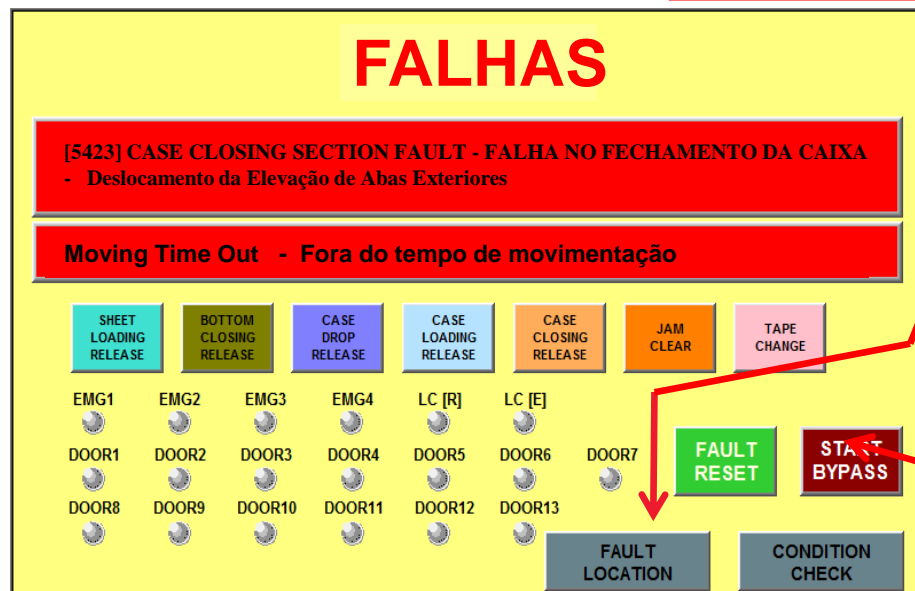 FALHAS
[5423] CASE CLOSING SECTION FAULT - FALHA NO FECHAMENTO DA CAIXA
- Deslocamento da Elevação de Abas Exteriores
Moving Time Out - Fora do tempo de movimentação
SHEET LOADING RELEASE
BOTTOM CLOSING RELEASE
CASE DROP RELEASE
CASE LOADING RELEASE
CASE CLOSING RELEASE
JAM CLEAR
TAPE CHANGE
EMG1 EMG2 EMG3 EMG4 LC [R] LC [E]
DOOR1 DOOR2 DOOR3 DOOR4 DOOR5 DOOR6 DOOR7
DOOR8 DOOR9 DOOR10 DOOR11 DOOR12 DOOR13
FAULT RESET
START BYPASS
FAULT LOCATION
CONDITION CHECK